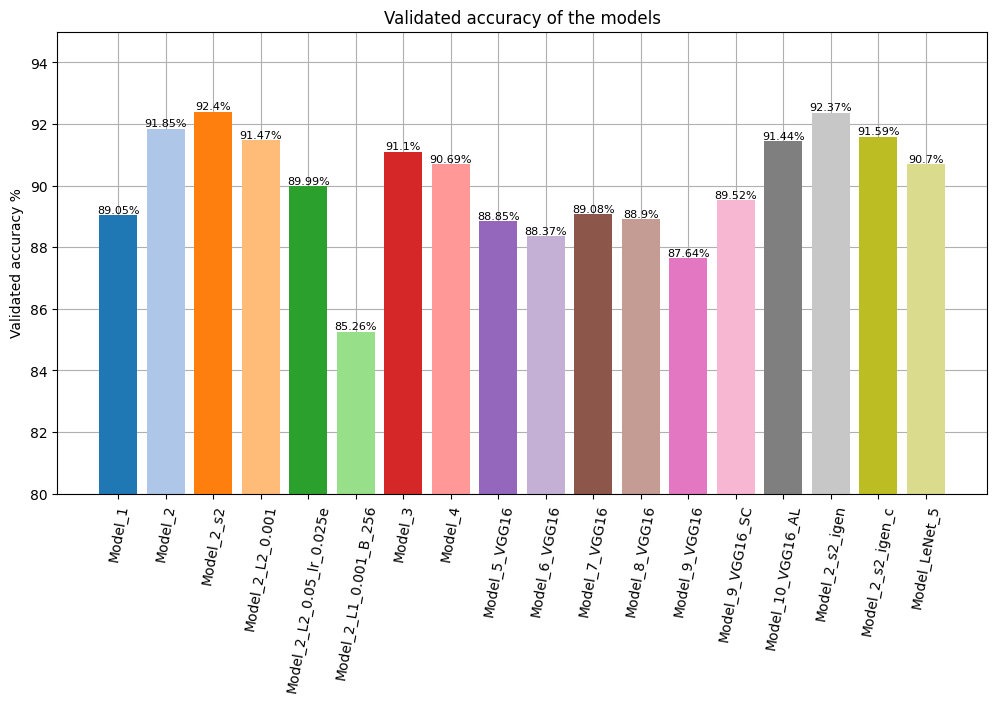 Validated accuracy of the models
Validated accuracy %
94
92
90
88
86
84
82
80
89.05%
91.85%
92.4%
91.47%
89.99%
85.26%
91.1%
90.69%
88.85%
88.37%
89.08%
88.9%
87.64%
89.52%
91.44%
92.37%
91.59%
90.7%
Model_1
Model_2
Model_2_s2
Model_2_L2_0.001
Model_2_L2_0.05_lr_0.025e
Model_2_L1_0.001_B_256
Model_3
Model_4
Model_5_VGG16
Model_6_VGG16
Model_7_VGG16
Model_8_VGG16
Model_9_VGG16
Model_9_VGG16_SC
Model_10_VGG16_AL
Model_2_s2_igen
Model_2_s2_igen_c
Model_LeNet_5